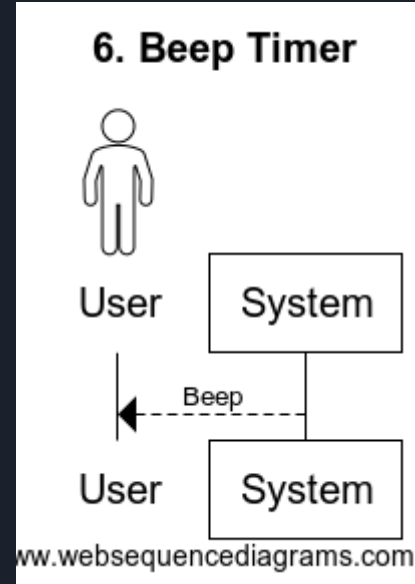 6. Beep Timer
User System
Beep
User System
ww.websequencediagrams.com